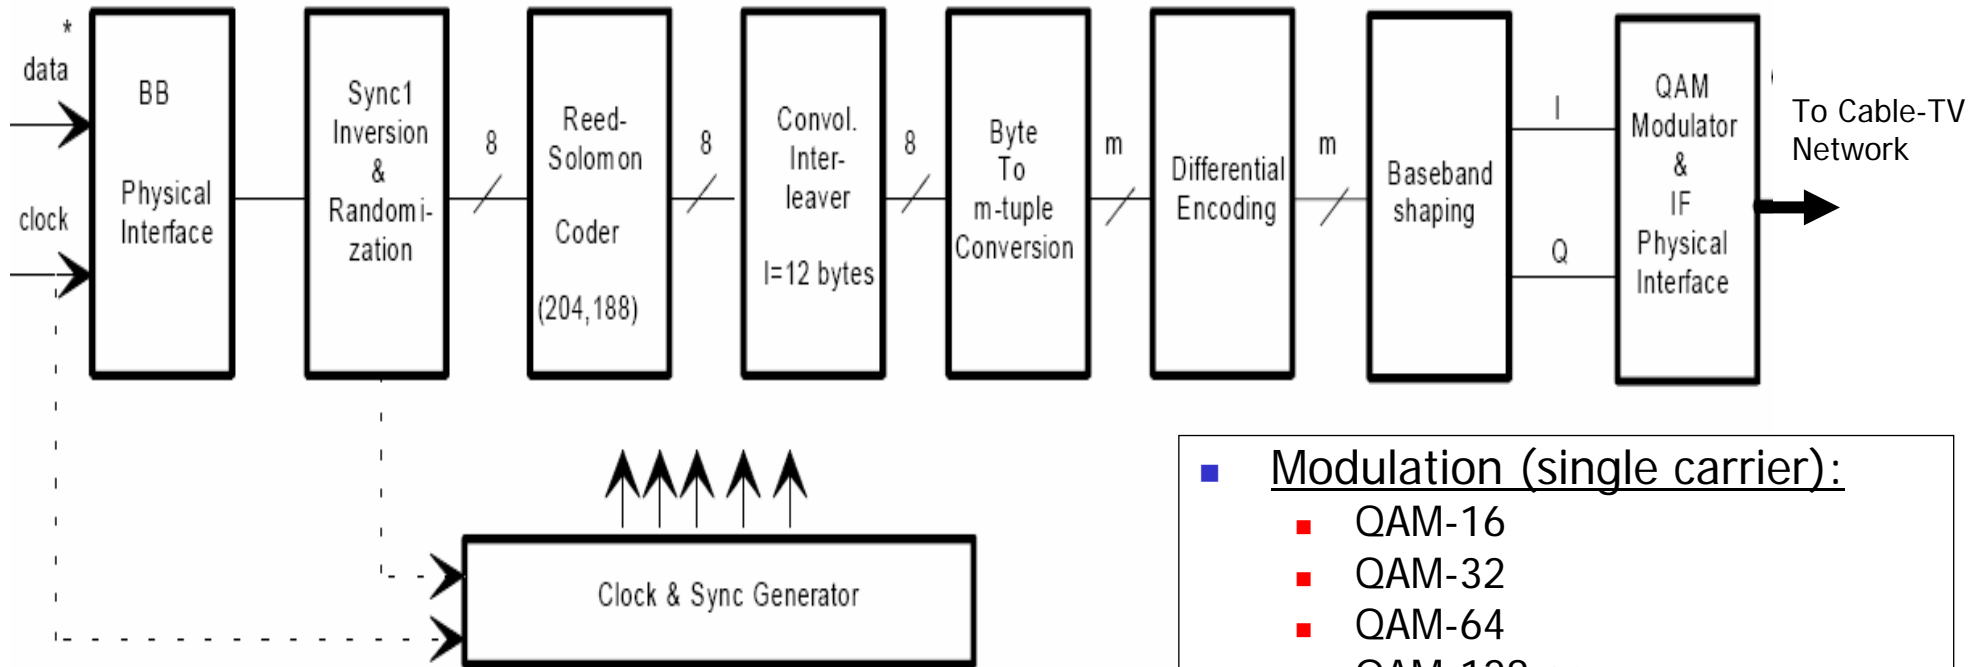 *
data
clock
BB
Physical
Interface
Sync1
Inversion
&
Randomi-
zation
8
Reed-
Solomon
Coder
(204,188)
8
Convol.
Inter-
leaver
I=12 bytes
8
Byte
To
m-tuple
Conversion
m
Differential
Encoding
m
Baseband
shaping
I
Q
QAM
Modulator
&
IF
Physical
Interface
To Cable-TV
Network
Clock & Sync Generator
Modulation (single carrier):
QAM-16
QAM-32
QAM-64
QAM-128